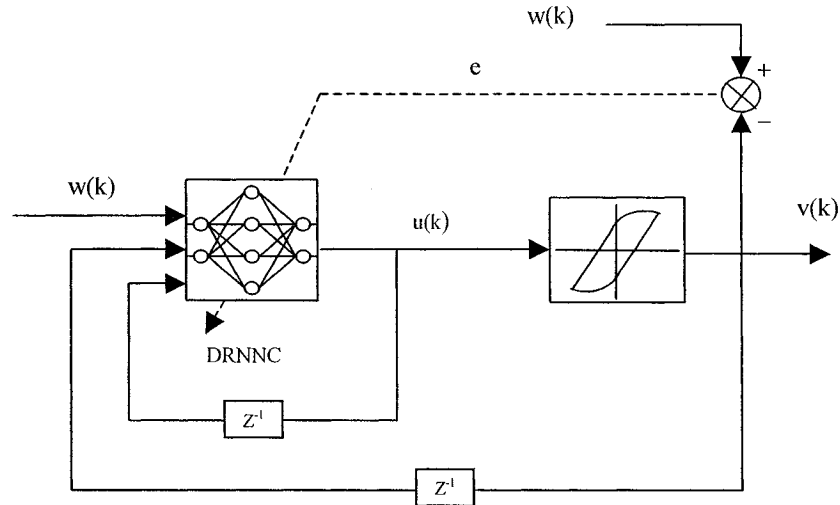 w(k)
+
e
−
w(k)
u(k)
v(k)
DRNNC
Z⁻¹
Z⁻¹